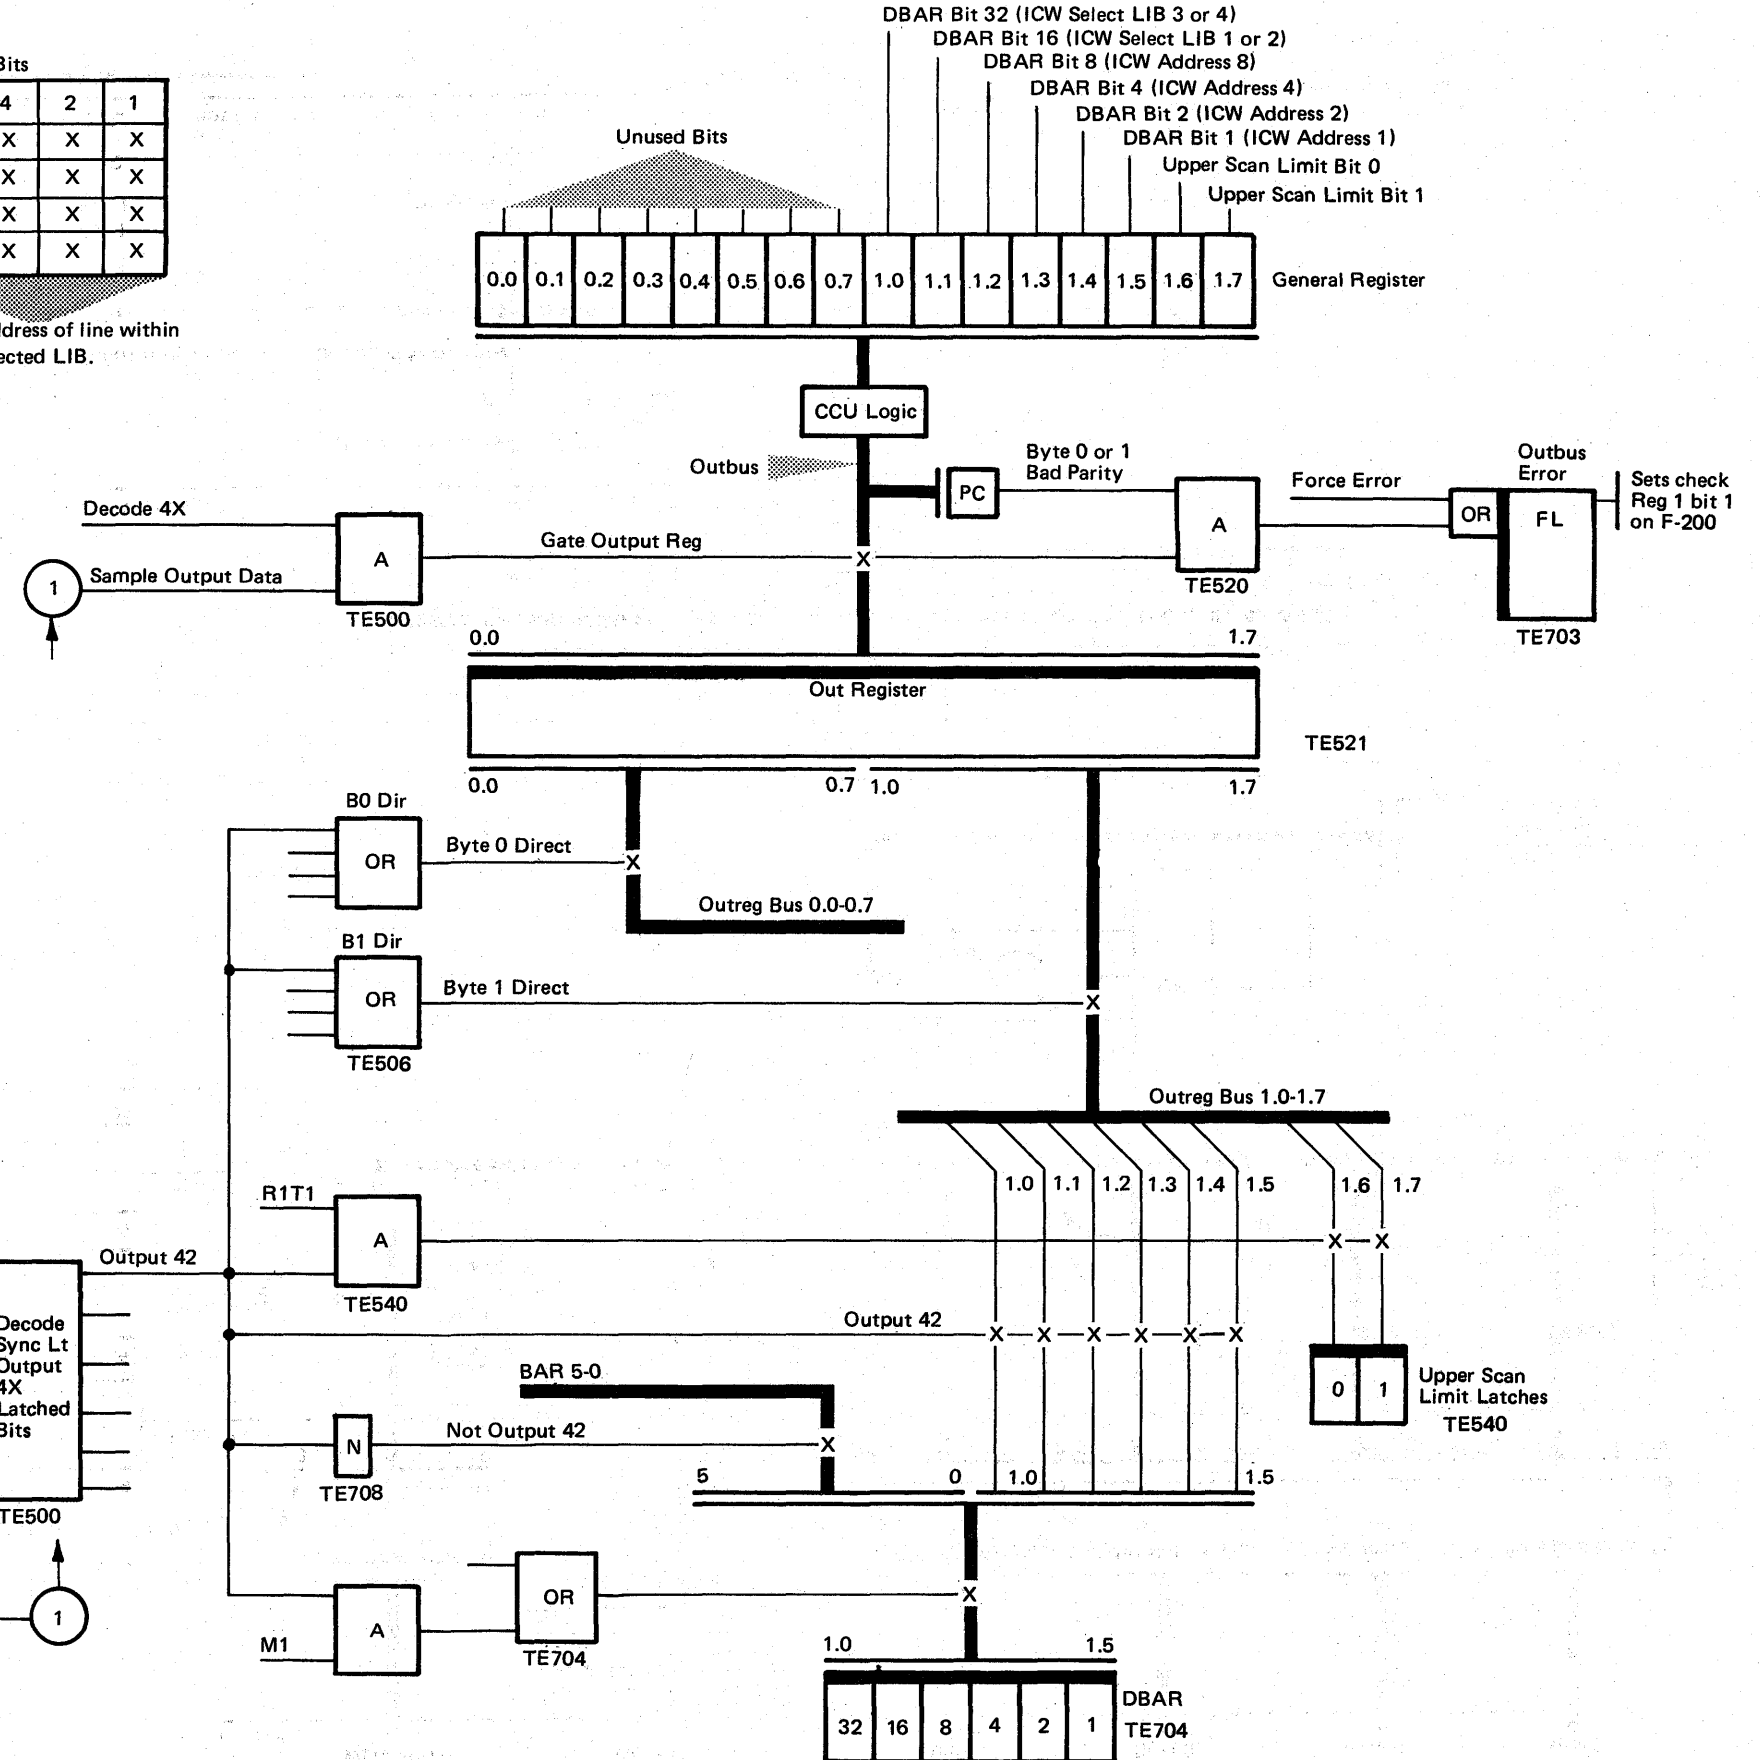 DBAR Bit 32 (ICW Select LIB 3 or 4)
DBAR Bit 16 (ICW Select LIB 1 or 2)
DBAR Bit 8 (ICW Address 8)
DBAR Bit 4 (ICW Address 4)
DBAR Bit 2 (ICW Address 2)
DBAR Bit 1 (ICW Address 1)
Upper Scan Limit Bit 0
Upper Scan Limit Bit 1
Bits
4 2 1
X X X
X X X
X X X
X X X
ddress of line within
ected LIB.
Unused Bits
0.0 0.1 0.2 0.3 0.4 0.5 0.6 0.7 1.0 1.1 1.2 1.3 1.4 1.5 1.6 1.7
General Register
CCU Logic
Outbus
PC
Byte 0 or 1
Bad Parity
A
TE520
Force Error
OR
Outbus
Error
FL
TE703
Sets check
Reg 1 bit 1
on F-200
Decode 4X
1
Sample Output Data
A
TE500
Gate Output Reg
X
0.0 1.7
Out Register
TE521
0.0 0.7 1.0 1.7
B0 Dir
OR
Byte 0 Direct
X
Outreg Bus 0.0-0.7
B1 Dir
OR
TE506
Byte 1 Direct
X
Outreg Bus 1.0-1.7
1.0 1.1 1.2 1.3 1.4 1.5 1.6 1.7
R1T1
A
TE540
X X
Output 42
Decode
Sync Lt
Output
4X
Latched
Bits
TE500
1
Output 42
X X X X X X
0 1
Upper Scan
Limit Latches
TE540
BAR 5-0
N
TE708
Not Output 42
X
5 0 1.0 1.5
M1
A
OR
TE704
X
1.0 1.5
32 16 8 4 2 1
DBAR
TE704